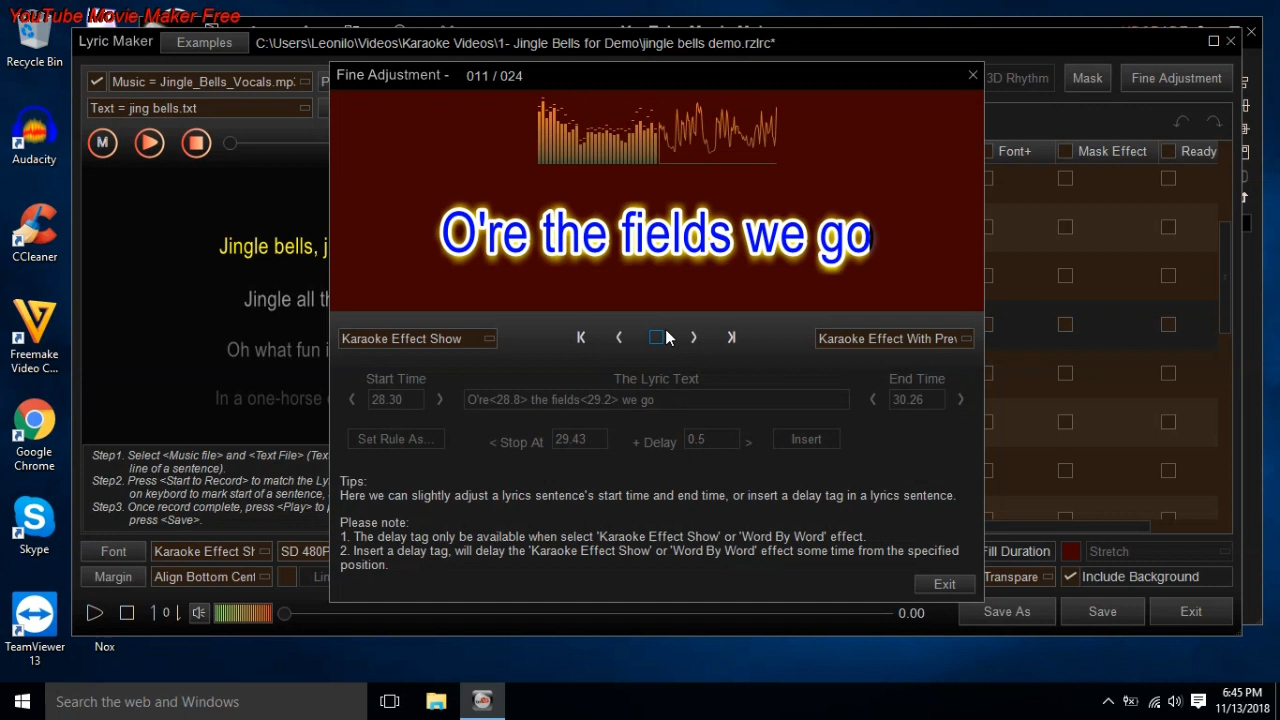 YouTube Movie Maker Free
Recycle Bin
Audacity
CCleaner
Freemake
Video C...
Google
Chrome
Skype
TeamViewer
13
Nox
Lyric Maker
Examples
C:\Users\Leonilo\Videos\Karaoke Videos\1- Jingle Bells for Demo\jingle bells demo.rzlrc*
Music = Jingle_Bells_Vocals.mp
Text = jing bells.txt
M
Jingle bells, j
Jingle all th
Oh what fun i
In a one-horse
Step1. Select <Music file> and <Text File> (Tex
line of a sentence).
Step2. Press <Start to Record> to match the Ly
on keybord to mark start of a sentence,
Step3. Once record complete, press <Play> to p
press <Save>.
Font
Karaoke Effect Sh
SD 480P
Margin
Align Bottom Cent
Lin
1 0
Fine Adjustment - 011 / 024
O're the fields we go
Karaoke Effect Show
Karaoke Effect With Prev
Start Time
The Lyric Text
End Time
28.30
O're<28.8> the fields<29.2> we go
30.26
Set Rule As...
< Stop At
29.43
+ Delay
0.5
>
Insert
Tips:
Here we can slightly adjust a lyrics sentence's start time and end time, or insert a delay tag in a lyrics sentence.
Please note:
1. The delay tag only be available when select 'Karaoke Effect Show' or 'Word By Word' effect.
2. Insert a delay tag, will delay the 'Karaoke Effect Show' or 'Word By Word' effect some time from the specified
position.
Exit
3D Rhythm
Mask
Fine Adjustment
Font+
Mask Effect
Ready
Fill Duration
Stretch
Transpare
Include Background
0.00
Save As
Save
Exit
Search the web and Windows
6:45 PM
11/13/2018